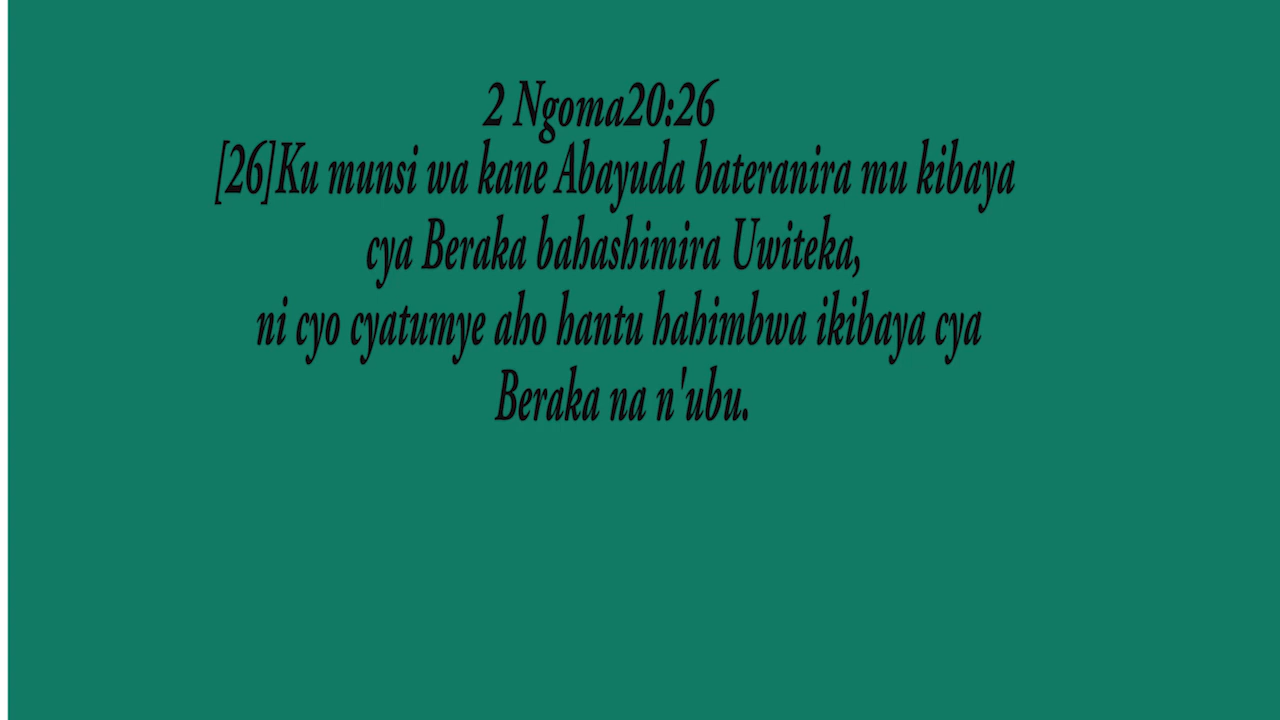 2 Ngoma20:26
[26]Ku munsi wa kane Abayuda bateranira mu kibaya
cya Beraka bahashimira Uwiteka,
ni cyo cyatumye aho hantu hahimbwa ikibaya cya
Beraka na n'ubu.